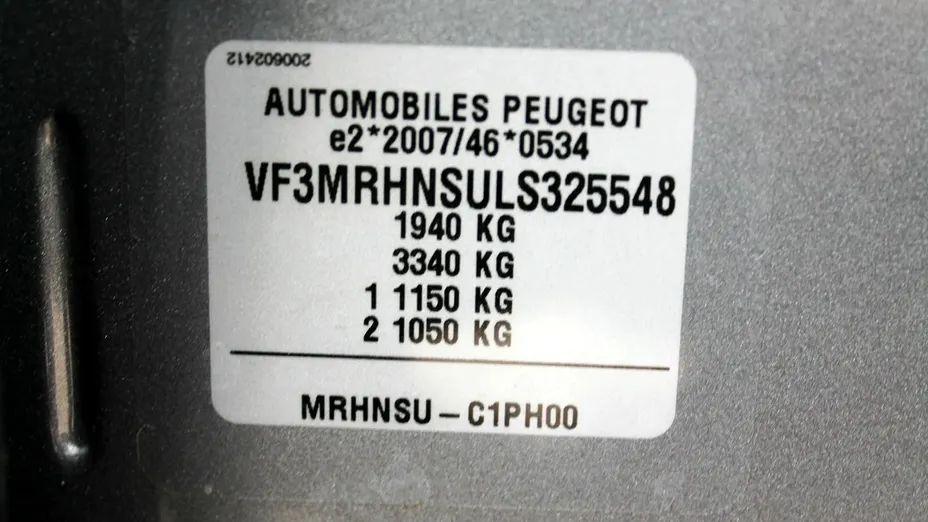 200602412
AUTOMOBILES PEUGEOT
e2*2007/46*0534
VF3MRHNSULS325548
1940 KG
3340 KG
1 1150 KG
2 1050 KG
MRHNSU – C1PH00